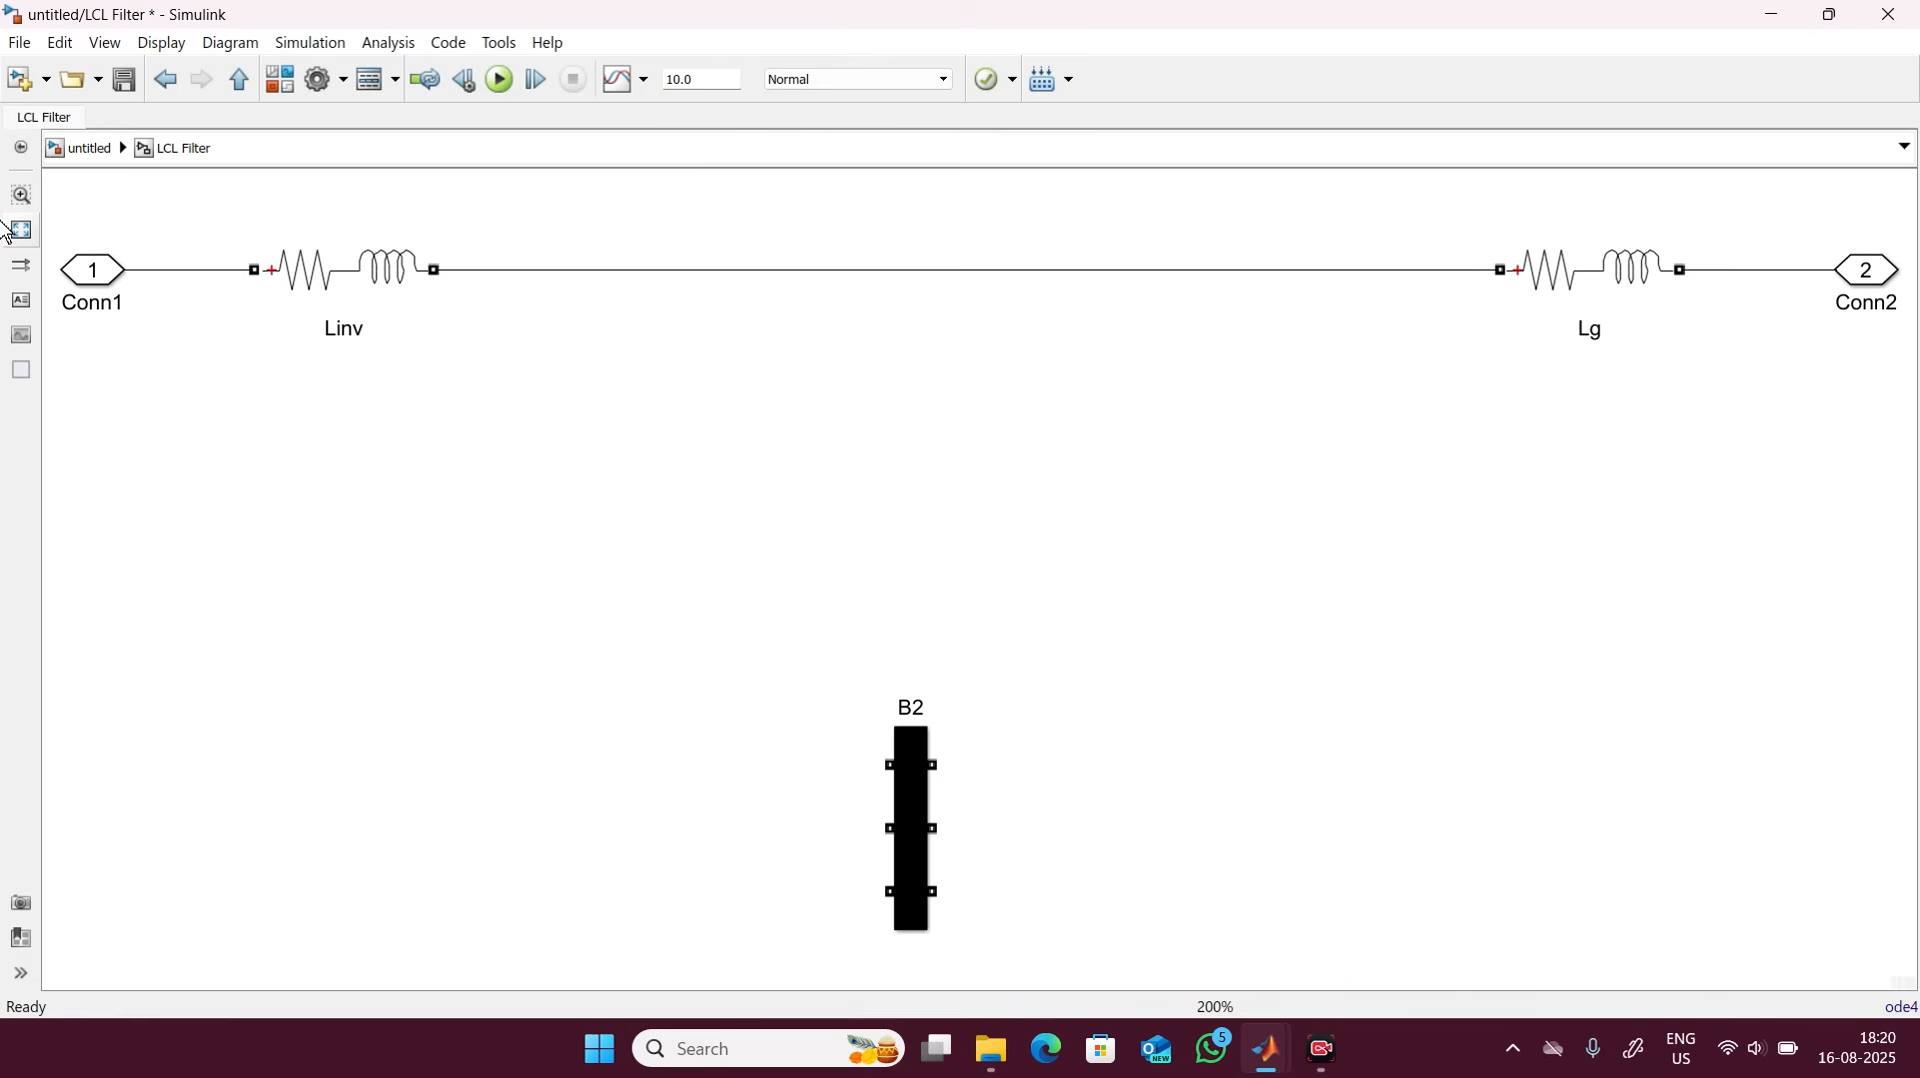 untitled/LCL Filter * - Simulink
File Edit View Display Diagram Simulation Analysis Code Tools Help
10.0 Normal
LCL Filter
untitled LCL Filter
1 2
Conn1 Conn2
Linv Lg
B2
Ready 200% ode4
Search
NEW
5
ENG
US
18:20
16-08-2025